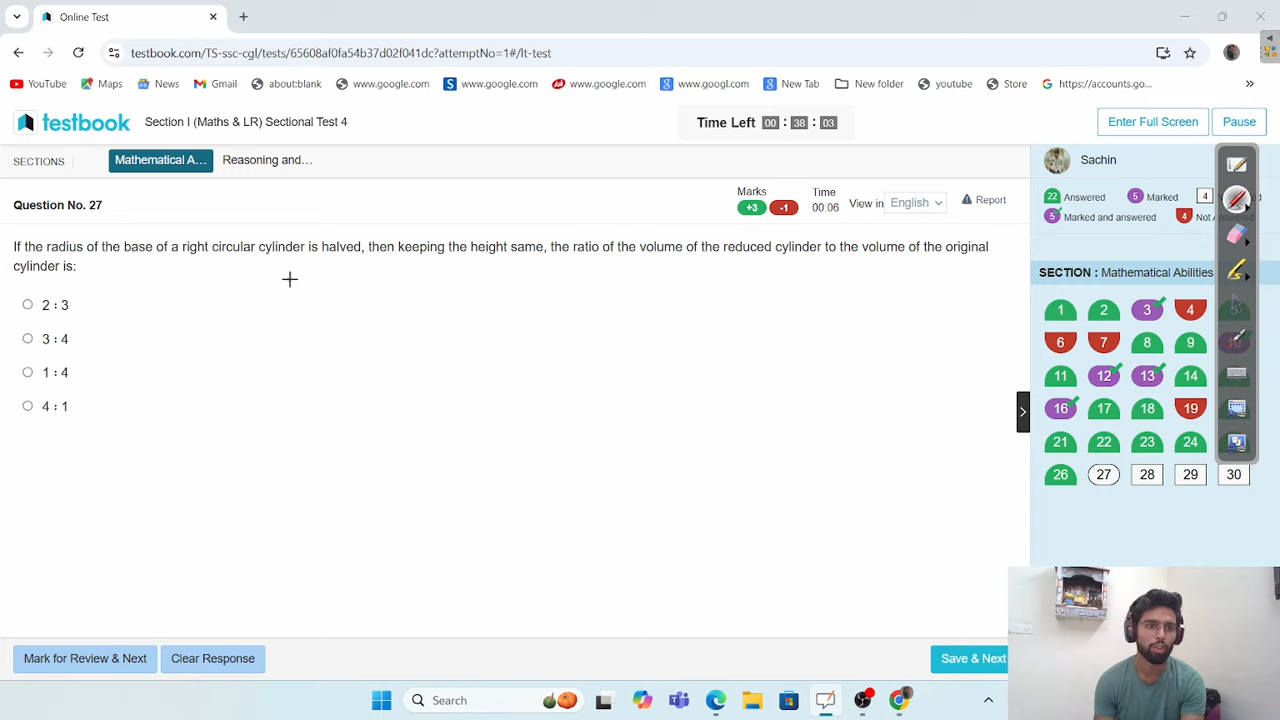 Online Test
testbook.com/TS-ssc-cgl/tests/65608af0fa54b37d02f041dc?attemptNo=1#/lt-test
YouTube Maps News Gmail about:blank www.google.com www.google.com www.google.com www.googl.com New Tab New folder youtube Store https://accounts.go...
testbook Section I (Maths & LR) Sectional Test 4 Time Left 00 : 38 : 03 Enter Full Screen Pause
SECTIONS Mathematical A... Reasoning and... Sachin
Question No. 27 Marks +3 -1 Time 00:06 View in English Report
22 Answered 5 Marked 4
5 Marked and answered 4
If the radius of the base of a right circular cylinder is halved, then keeping the height same, the ratio of the volume of the reduced cylinder to the volume of the original
cylinder is:
2 : 3
3 : 4
1 : 4
4 : 1
SECTION : Mathematical Abilities
1 2 3 4 5
6 7 8 9 10
11 12 13 14
16 17 18 19
21 22 23 24
26 27 28 29 30
Mark for Review & Next Clear Response Save & Next
Search